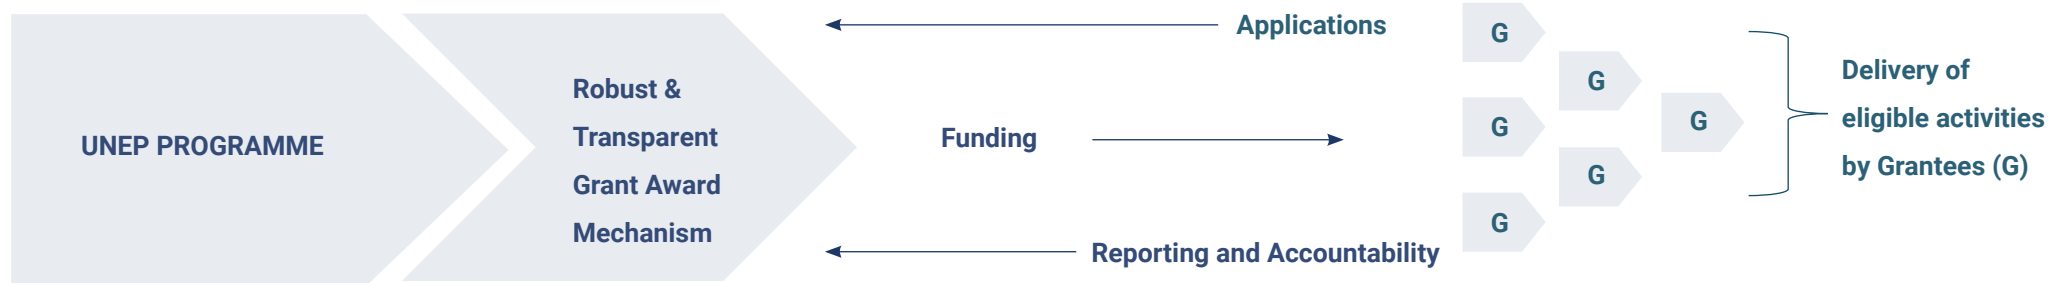 UNEP PROGRAMME
Robust &
Transparent
Grant Award
Mechanism
Applications
Funding
Reporting and Accountability
G
G
G
G
G
G
Delivery of
eligible activities
by Grantees (G)